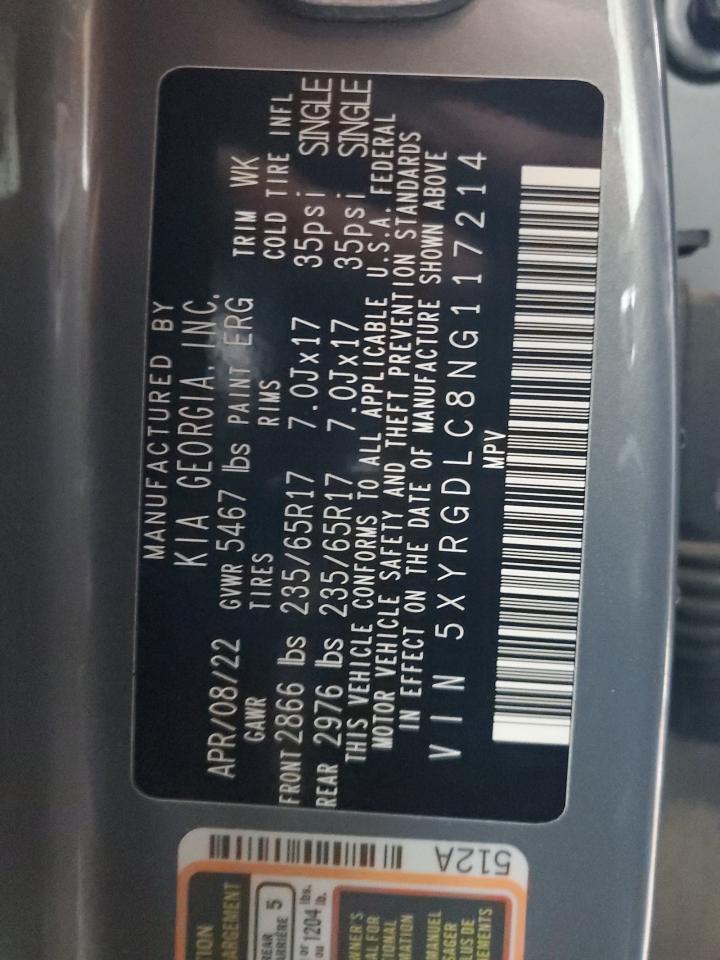 MANUFACTURED BY
KIA GEORGIA, INC.
APR/08/22 GVWR 5467 lbs PAINT ERG TRIM WK
GAWR TIRES RIMS COLD TIRE INFL
FRONT 2866 lbs 235/65R17 7.0Jx17 35psi SINGLE
REAR 2976 lbs 235/65R17 7.0Jx17 35psi SINGLE
THIS VEHICLE CONFORMS TO ALL APPLICABLE U.S.A. FEDERAL
MOTOR VEHICLE SAFETY AND THEFT PREVENTION STANDARDS
IN EFFECT ON THE DATE OF MANUFACTURE SHOWN ABOVE
VIN 5XYRGDLC8NG117214
MPV
512A
REAR 5
1204 lb.
MANUEL